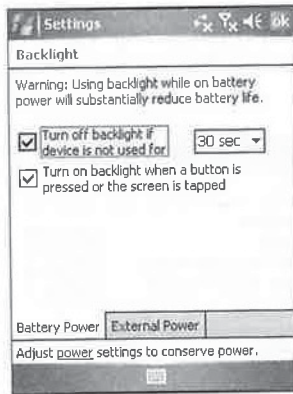 Settings
ok
Backlight
Warning: Using backlight while on battery
power will substantially reduce battery life.
Turn off backlight if
device is not used for
30 sec
Turn on backlight when a button is
pressed or the screen is tapped
Battery Power
External Power
Adjust power settings to conserve power.